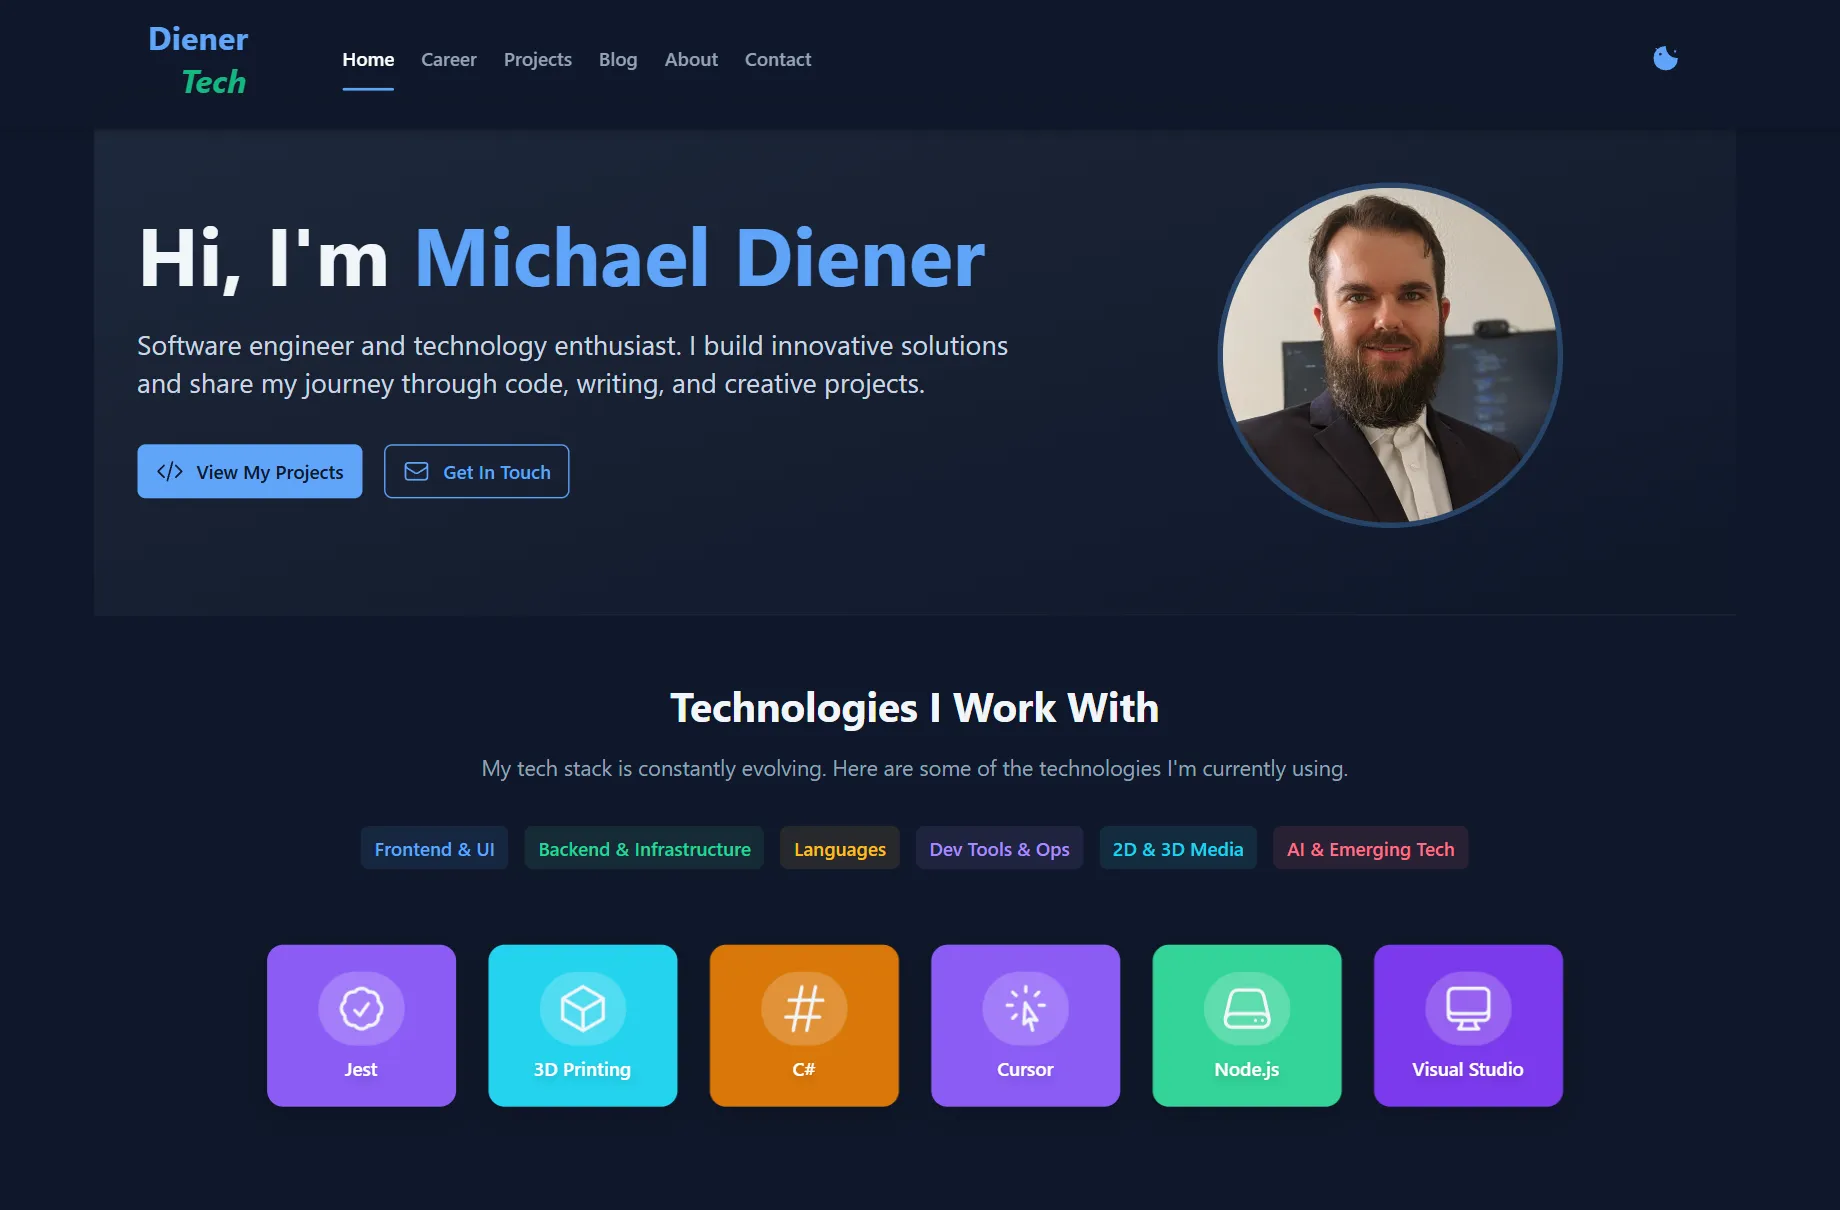 Diener
Tech
Home
Career
Projects
Blog
About
Contact
Hi, I'm Michael Diener
Software engineer and technology enthusiast. I build innovative solutions
and share my journey through code, writing, and creative projects.
View My Projects
Get In Touch
Technologies I Work With
My tech stack is constantly evolving. Here are some of the technologies I'm currently using.
Frontend & UI
Backend & Infrastructure
Languages
Dev Tools & Ops
2D & 3D Media
AI & Emerging Tech
Jest
3D Printing
C#
Cursor
Node.js
Visual Studio